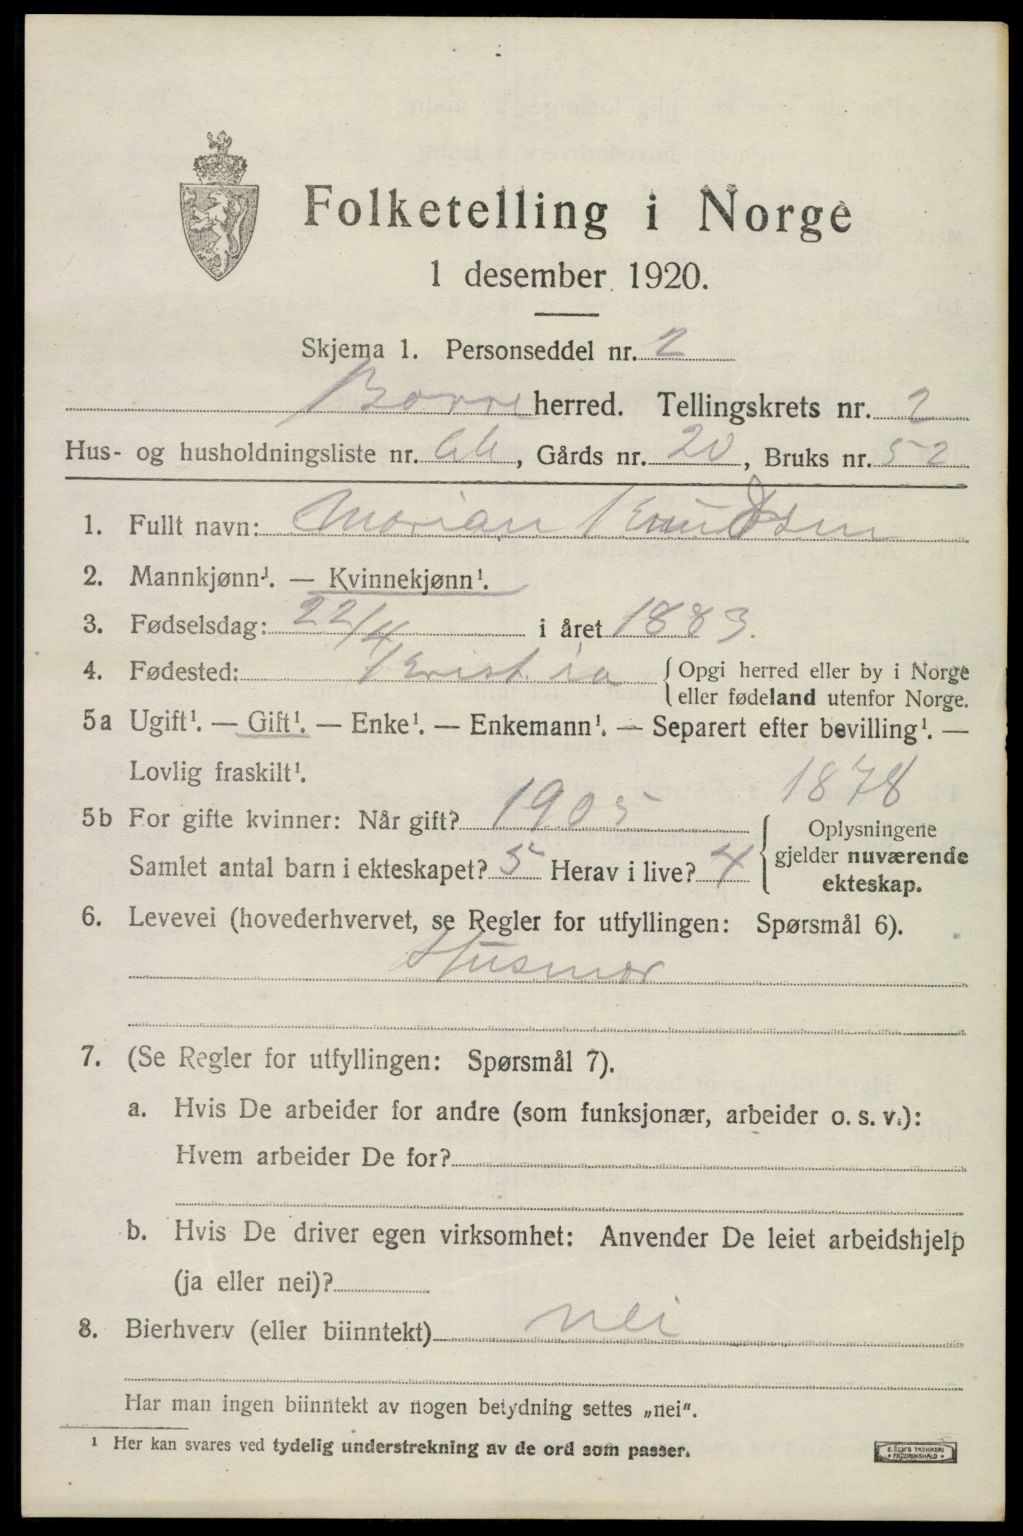 Folketelling i Norge
1 desember 1920.
Skjema 1. Personseddel nr. 2
Borre herred. Tellingskrets nr. 2
Hus- og husholdningsliste nr. , Gårds nr. 20, Bruks nr. 52
1. Fullt navn: Marian Knudsen
2. Mannkjønn¹. — Kvinnekjønn¹.
3. Fødselsdag: 22/4 i året 1883.
4. Fødested: Krist.ia { Opgi herred eller by i Norge
eller fødeland utenfor Norge.
5a Ugift¹. — Gift¹. — Enke¹. — Enkemann¹. — Separert efter bevilling¹. —
Lovlig fraskilt¹.
1878
5b For gifte kvinner: Når gift? 1905
Samlet antal barn i ekteskapet? 5 Herav i live? 4
{ Oplysningene
gjelder nuværende
ekteskap.
6. Levevei (hovederhvervet, se Regler for utfyllingen: Spørsmål 6).
Husmor
7. (Se Regler for utfyllingen: Spørsmål 7).
a. Hvis De arbeider for andre (som funksjonær, arbeider o. s. v.):
Hvem arbeider De for?
b. Hvis De driver egen virksomhet: Anvender De leiet arbeidshjelp
(ja eller nei)?
8. Bierhverv (eller biinntekt) nei
Har man ingen biinntekt av nogen betydning settes „nei".
¹ Her kan svares ved tydelig understrekning av de ord som passer.
E. SEM'S TRYKKERI
• FREDRIKSHALD •